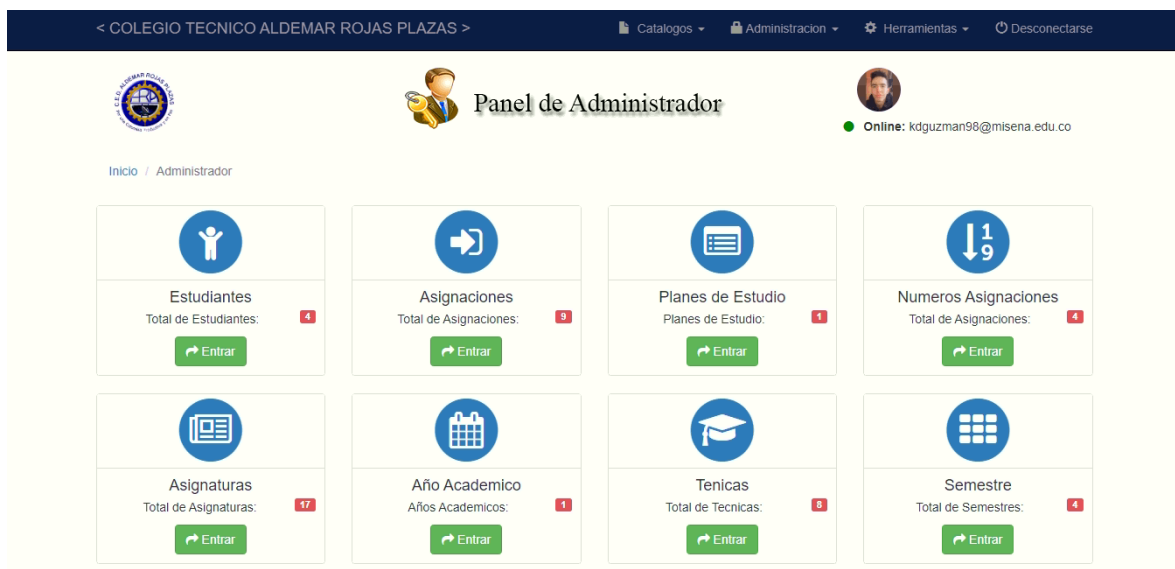 < COLEGIO TECNICO ALDEMAR ROJAS PLAZAS > Catalogos Administracion Herramientas Desconectarse
Panel de Administrador
Online: kdguzman98@misena.edu.co
Inicio / Administrador
Estudiantes Asignaciones Planes de Estudio Numeros Asignaciones
Total de Estudiantes: 4 Total de Asignaciones: 9 Planes de Estudio: 1 Total de Asignaciones: 4
Entrar Entrar Entrar Entrar
Asignaturas Año Academico Tenicas Semestre
Total de Asignaturas: 17 Años Academicos: 1 Total de Tecnicas: 8 Total de Semestres: 4
Entrar Entrar Entrar Entrar